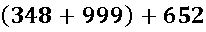 (348 + 999) + 652